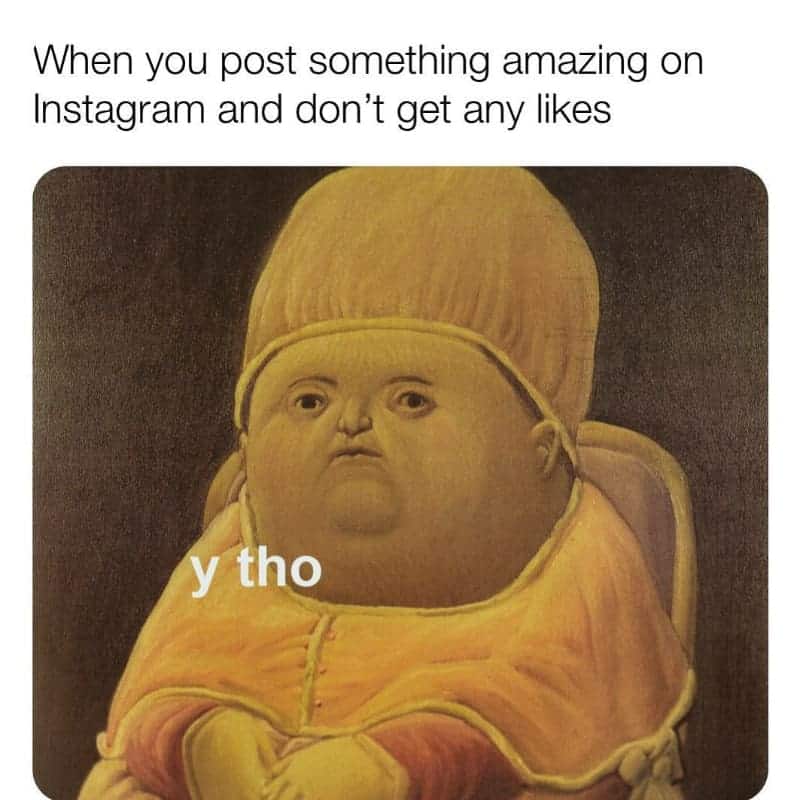 When you post something amazing on
Instagram and don’t get any likes
y tho